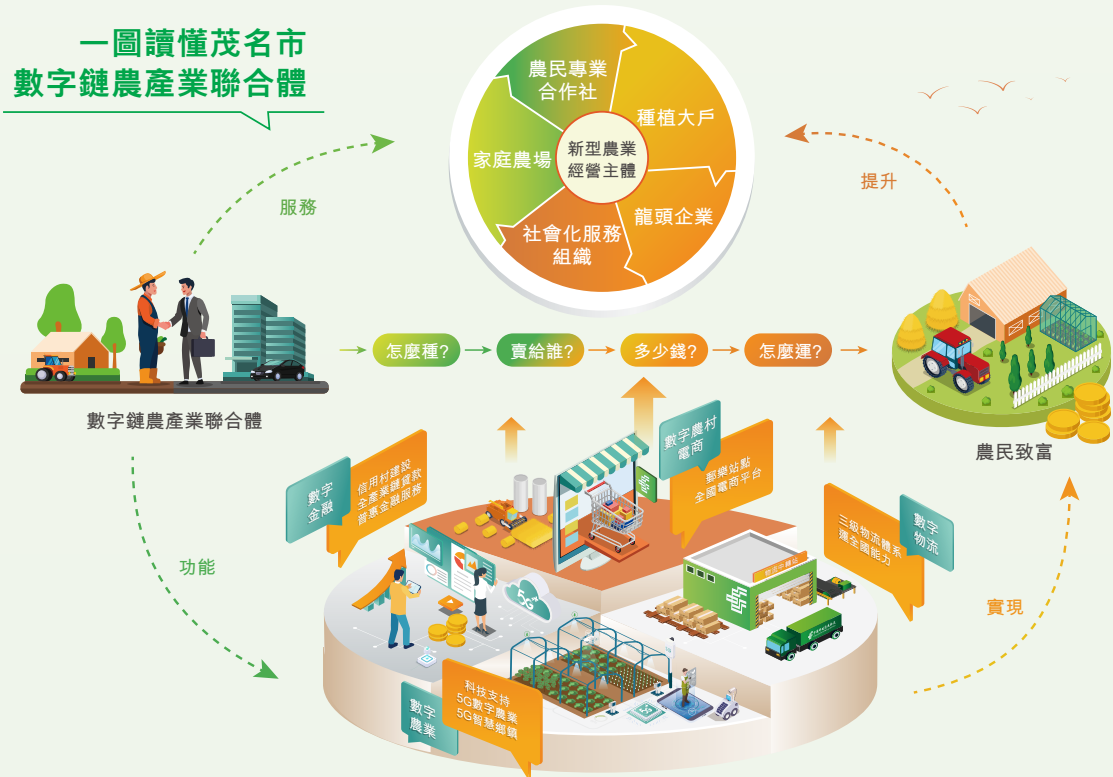 一圖讀懂茂名市
數字鏈農產業聯合體
農民專業
合作社
種植大戶
家庭農場
新型農業
經營主體
龍頭企業
社會化服務
組織
服務
提升
怎麼種?
賣給誰?
多少錢?
怎麼運?
數字鏈農產業聯合體
農民致富
數字
金融
信用村建設
全產業鏈貸款
普惠金融服務
數字農村
電商
郵樂站點
全國電商平台
三級物流體系
運全國能力
數字
物流
功能
實現
5G
數字
農業
科技支持
5G數字農業
5G智慧鄉鎮
5G